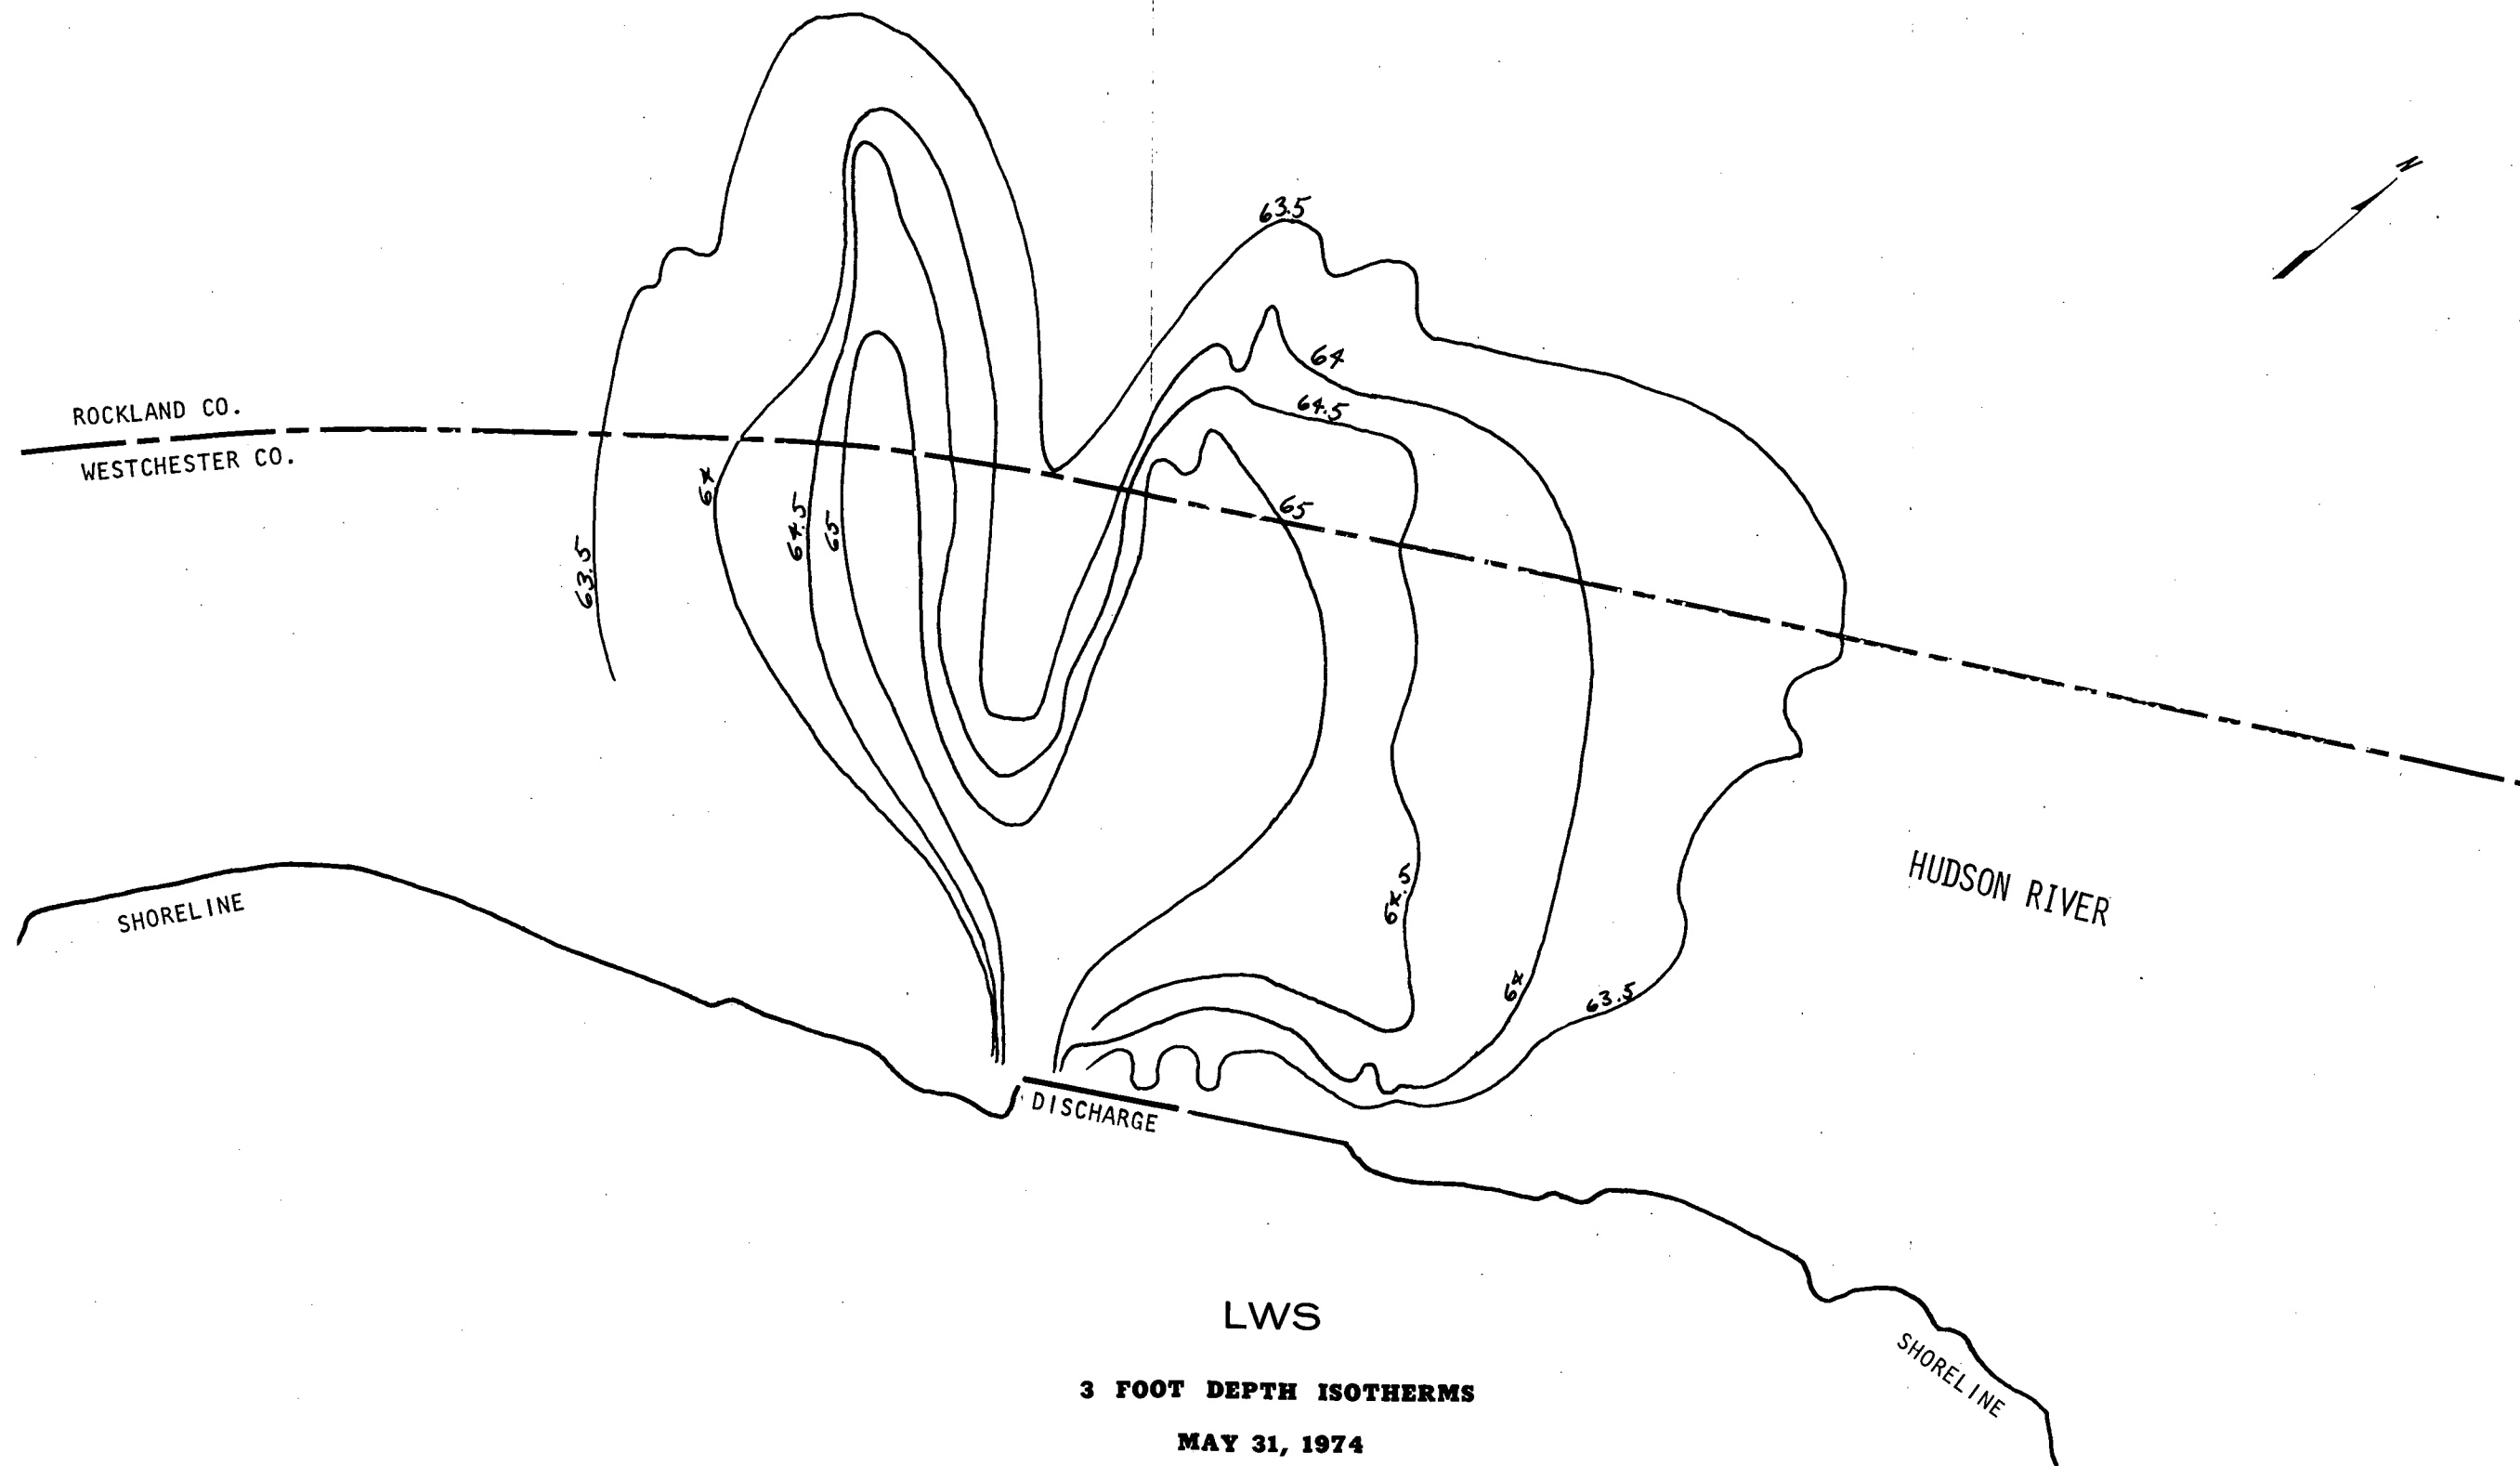 N
63.5
64
64.5
ROCKLAND CO.
WESTCHESTER CO.
64
64.5
65
65
63.5
HUDSON RIVER
64.5
SHORELINE
64
63.5
DISCHARGE
LWS
SHORELINE
3 FOOT DEPTH ISOTHERMS
MAY 31, 1974